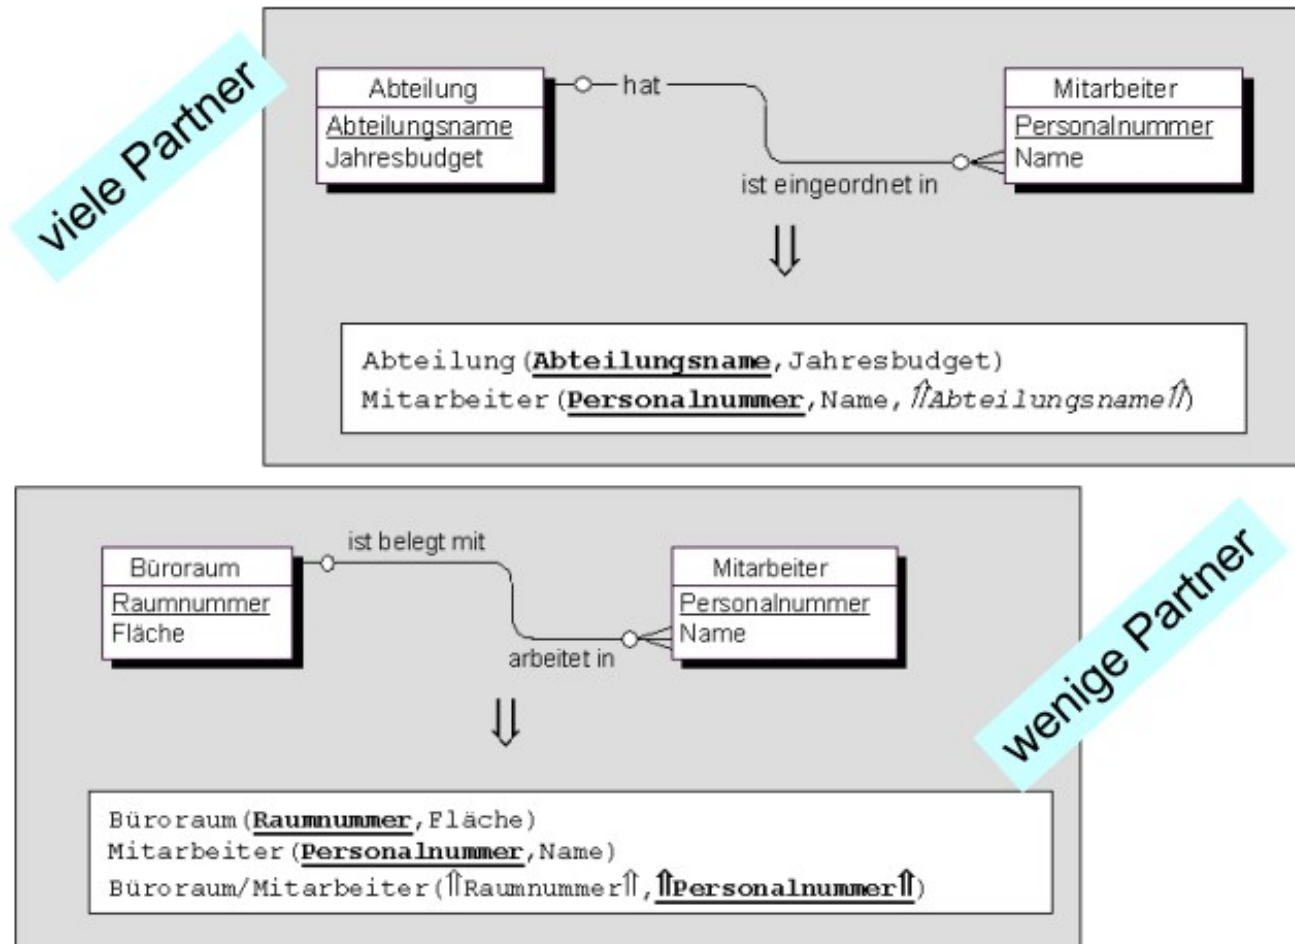 viele Partner
Abteilung
Abteilungsname
Jahresbudget
hat
ist eingeordnet in
Mitarbeiter
Personalnummer
Name
⇓
Abteilung(Abteilungsname,Jahresbudget)
Mitarbeiter(Personalnummer,Name,⇑Abteilungsname⇑)
wenige Partner
Büroraum
Raumnummer
Fläche
ist belegt mit
arbeitet in
Mitarbeiter
Personalnummer
Name
⇓
Büroraum(Raumnummer,Fläche)
Mitarbeiter(Personalnummer,Name)
Büroraum/Mitarbeiter(⇑Raumnummer⇑,⇑Personalnummer⇑)